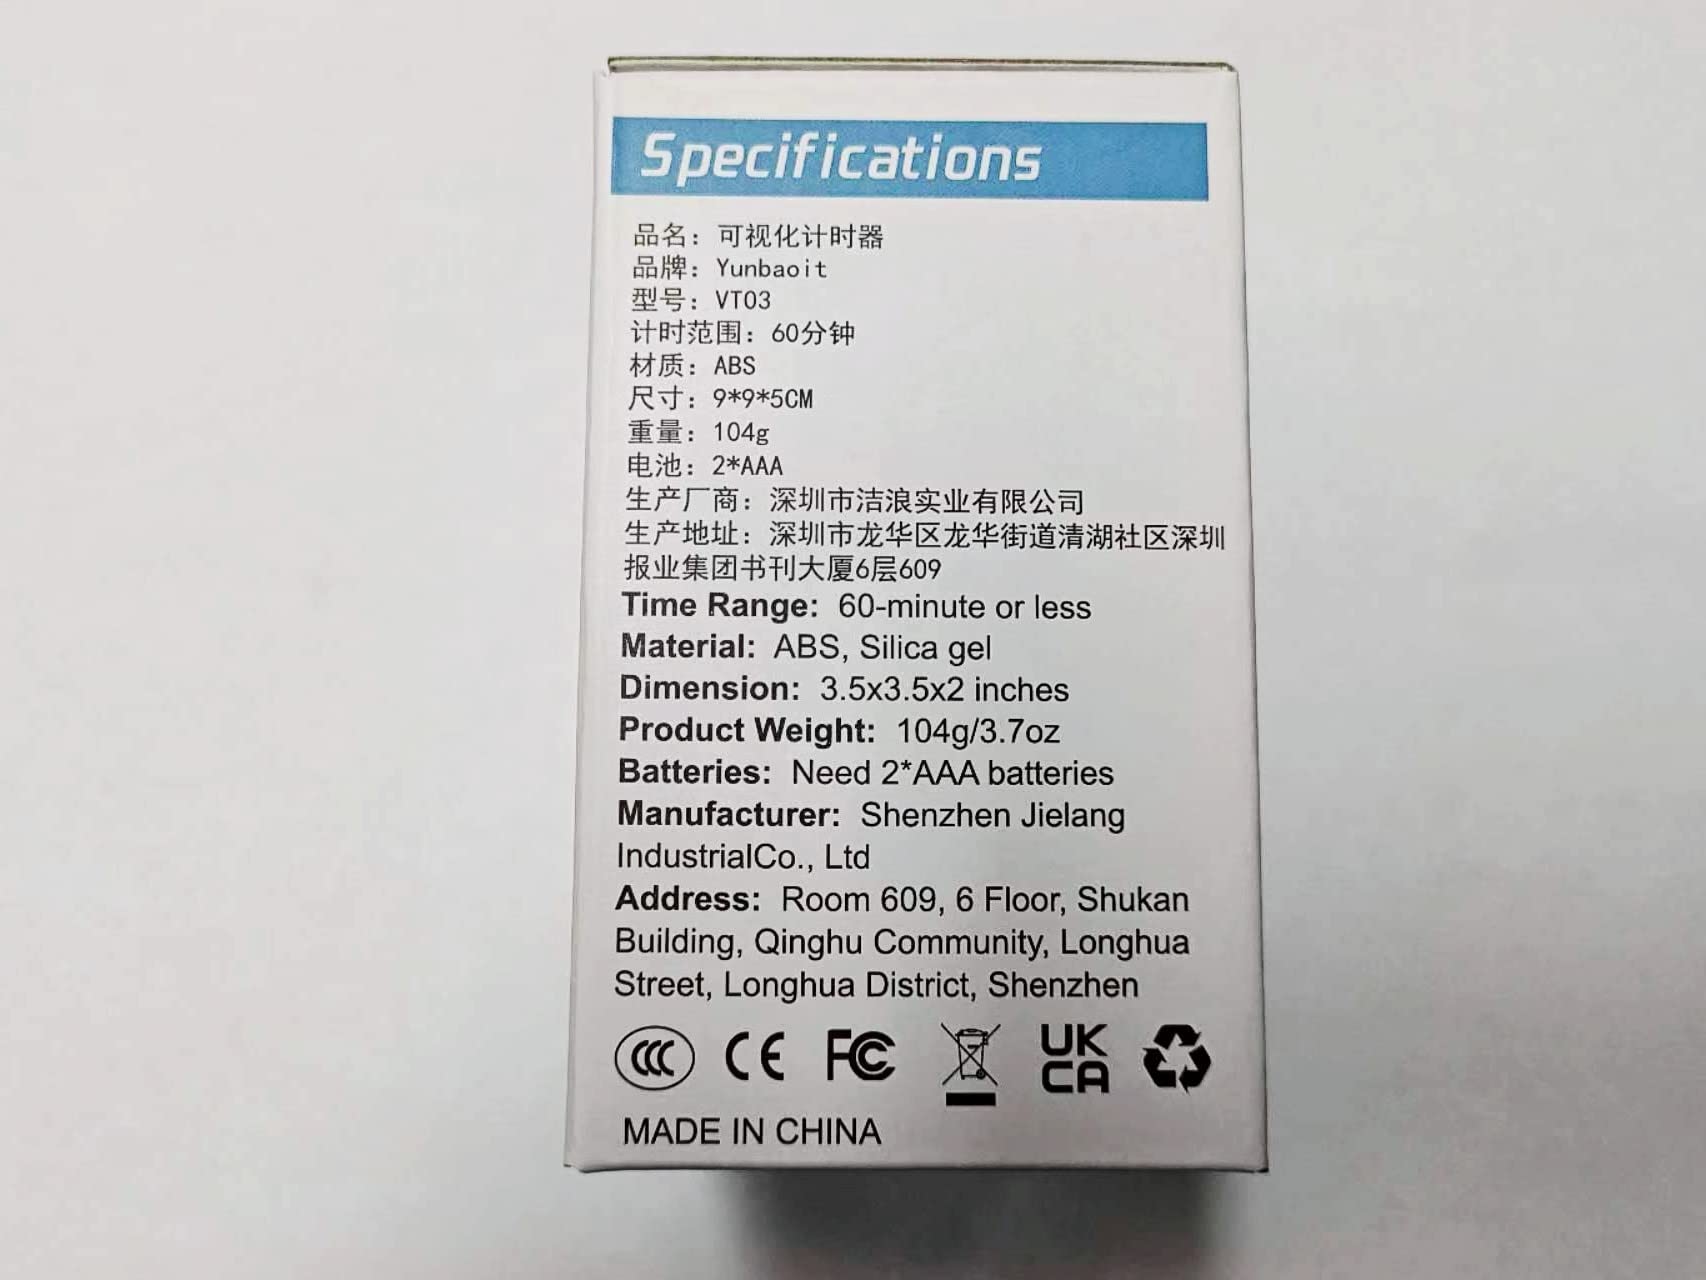 Specifications
品名：可视化计时器
品牌：Yunbaoit
型号：VT03
计时范围：60分钟
材质：ABS
尺寸：9*9*5CM
重量：104g
电池：2*AAA
生产厂商：深圳市洁浪实业有限公司
生产地址：深圳市龙华区龙华街道清湖社区深圳
报业集团书刊大厦6层609
Time Range: 60-minute or less
Material: ABS, Silica gel
Dimension: 3.5x3.5x2 inches
Product Weight: 104g/3.7oz
Batteries: Need 2*AAA batteries
Manufacturer: Shenzhen Jielang
IndustrialCo., Ltd
Address: Room 609, 6 Floor, Shukan
Building, Qinghu Community, Longhua
Street, Longhua District, Shenzhen
CCC CE FC UK
CA
MADE IN CHINA